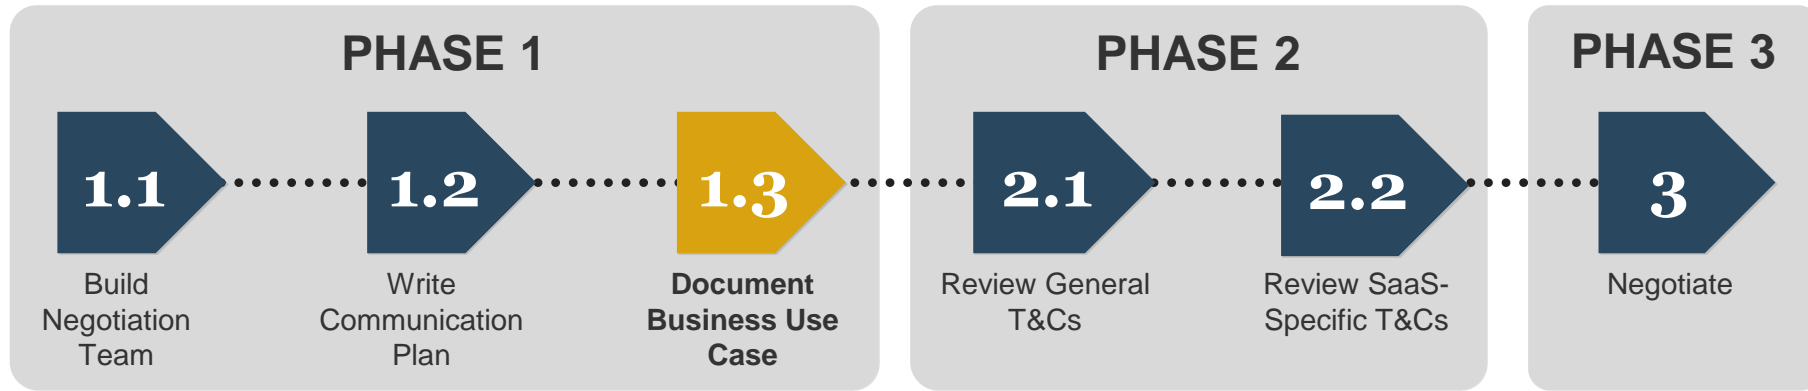 PHASE 1
1.1
Build
Negotiation
Team
1.2
Write
Communication
Plan
1.3
Document
Business Use
Case
PHASE 2
2.1
Review General
T&Cs
2.2
Review SaaS-
Specific T&Cs
PHASE 3
3
Negotiate